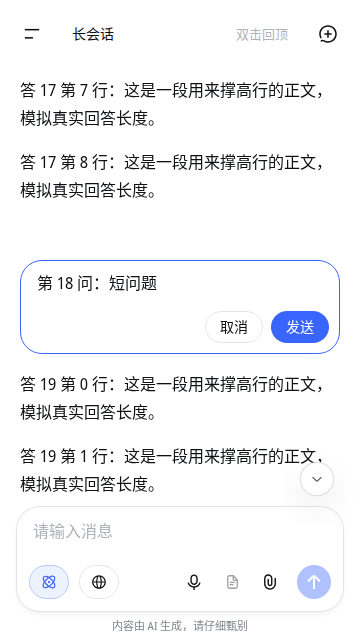 长会话
双击回顶
答 17 第 7 行：这是一段用来撑高行的正文，
模拟真实回答长度。
答 17 第 8 行：这是一段用来撑高行的正文，
模拟真实回答长度。
第 18 问：短问题
取消
发送
答 19 第 0 行：这是一段用来撑高行的正文，
模拟真实回答长度。
答 19 第 1 行：这是一段用来撑高行的正文，
模拟真实回答长度。
请输入消息
内容由 AI 生成，请仔细甄别